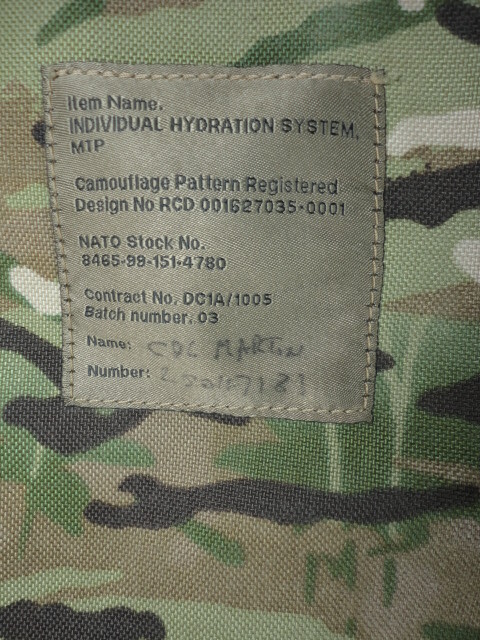 Item Name.
INDIVIDUAL HYDRATION SYSTEM,
MTP
Camouflage Pattern Registered
Design No RCD 001627035-0001
NATO Stock No.
8465-99-151-4780
Contract No. DC1A/1005
Batch number. 03
Name: CDC MARTIN
Number: